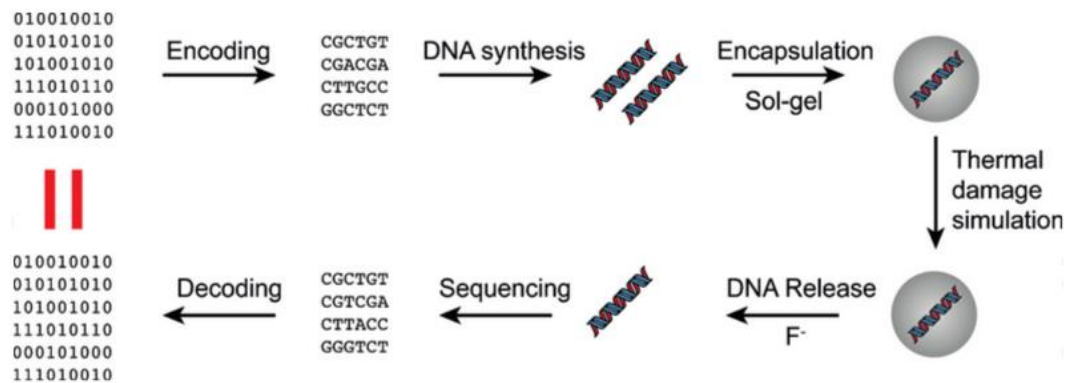 010010010
010101010
101001010
111010110
000101000
111010010
Encoding
CGCTGT
CGACGA
CTTGCC
GGCTCT
DNA synthesis
Encapsulation
Sol-gel
Thermal
damage
simulation
DNA Release
F-
Sequencing
CGCTGT
CGTCGA
CTTACC
GGGTCT
Decoding
010010010
010101010
101001010
111010110
000101000
111010010